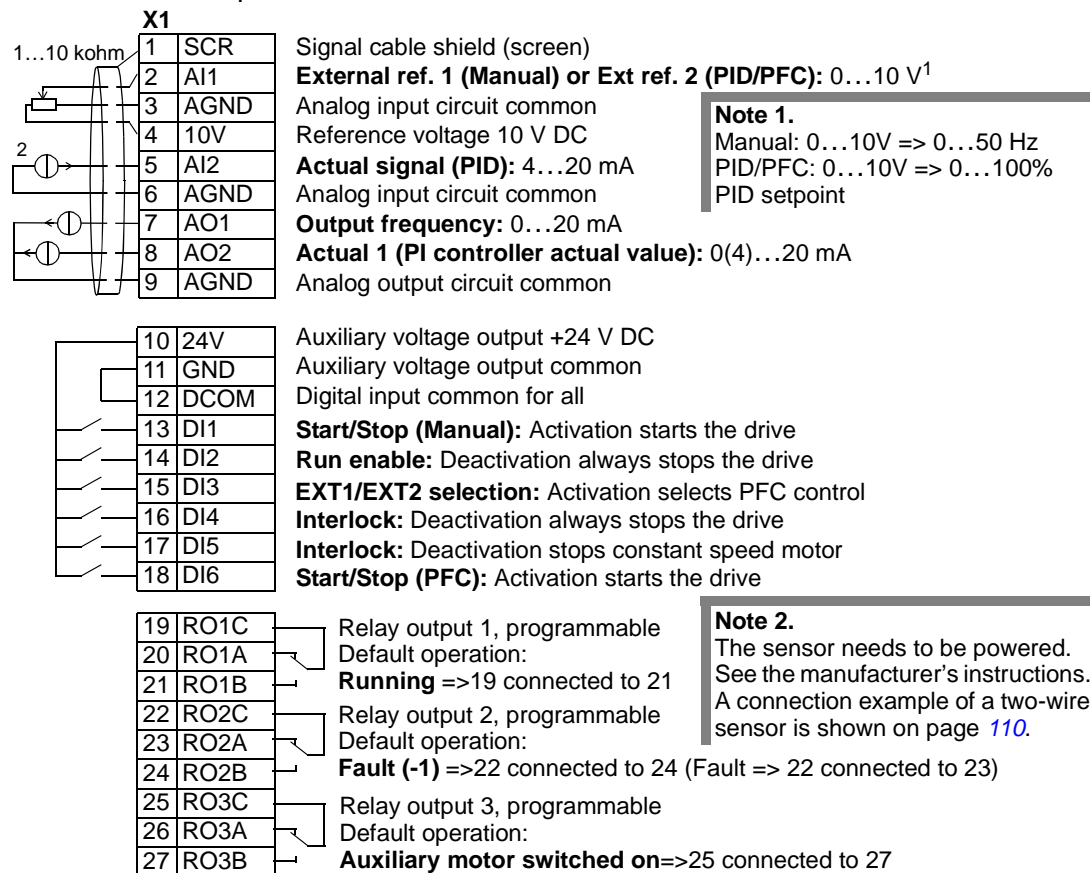 X1
1…10 kohm
1 SCR Signal cable shield (screen)
2 AI1 External ref. 1 (Manual) or Ext ref. 2 (PID/PFC): 0…10 V1
3 AGND Analog input circuit common
4 10V Reference voltage 10 V DC
2
5 AI2 Actual signal (PID): 4…20 mA
6 AGND Analog input circuit common
7 AO1 Output frequency: 0…20 mA
8 AO2 Actual 1 (PI controller actual value): 0(4)…20 mA
9 AGND Analog output circuit common
Note 1.
Manual: 0…10V => 0…50 Hz
PID/PFC: 0…10V => 0…100%
PID setpoint
10 24V Auxiliary voltage output +24 V DC
11 GND Auxiliary voltage output common
12 DCOM Digital input common for all
13 DI1 Start/Stop (Manual): Activation starts the drive
14 DI2 Run enable: Deactivation always stops the drive
15 DI3 EXT1/EXT2 selection: Activation selects PFC control
16 DI4 Interlock: Deactivation always stops the drive
17 DI5 Interlock: Deactivation stops constant speed motor
18 DI6 Start/Stop (PFC): Activation starts the drive
19 RO1C Relay output 1, programmable
20 RO1A Default operation:
21 RO1B Running =>19 connected to 21
22 RO2C Relay output 2, programmable
23 RO2A Default operation:
24 RO2B Fault (-1) =>22 connected to 24 (Fault => 22 connected to 23)
25 RO3C Relay output 3, programmable
26 RO3A Default operation:
27 RO3B Auxiliary motor switched on=>25 connected to 27
Note 2.
The sensor needs to be powered.
See the manufacturer's instructions.
A connection example of a two-wire
sensor is shown on page 110.